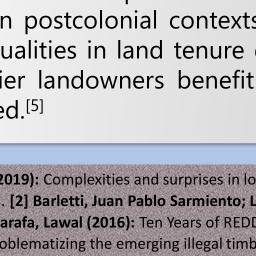 n postcolonial contexts
ualities in land tenure
ier landowners benefit
ed.[5]
2019): Complexities and surprises in lo
. [2] Barletti, Juan Pablo Sarmiento; L
arafa, Lawal (2016): Ten Years of REDD
oblematizing the emerging illegal timb